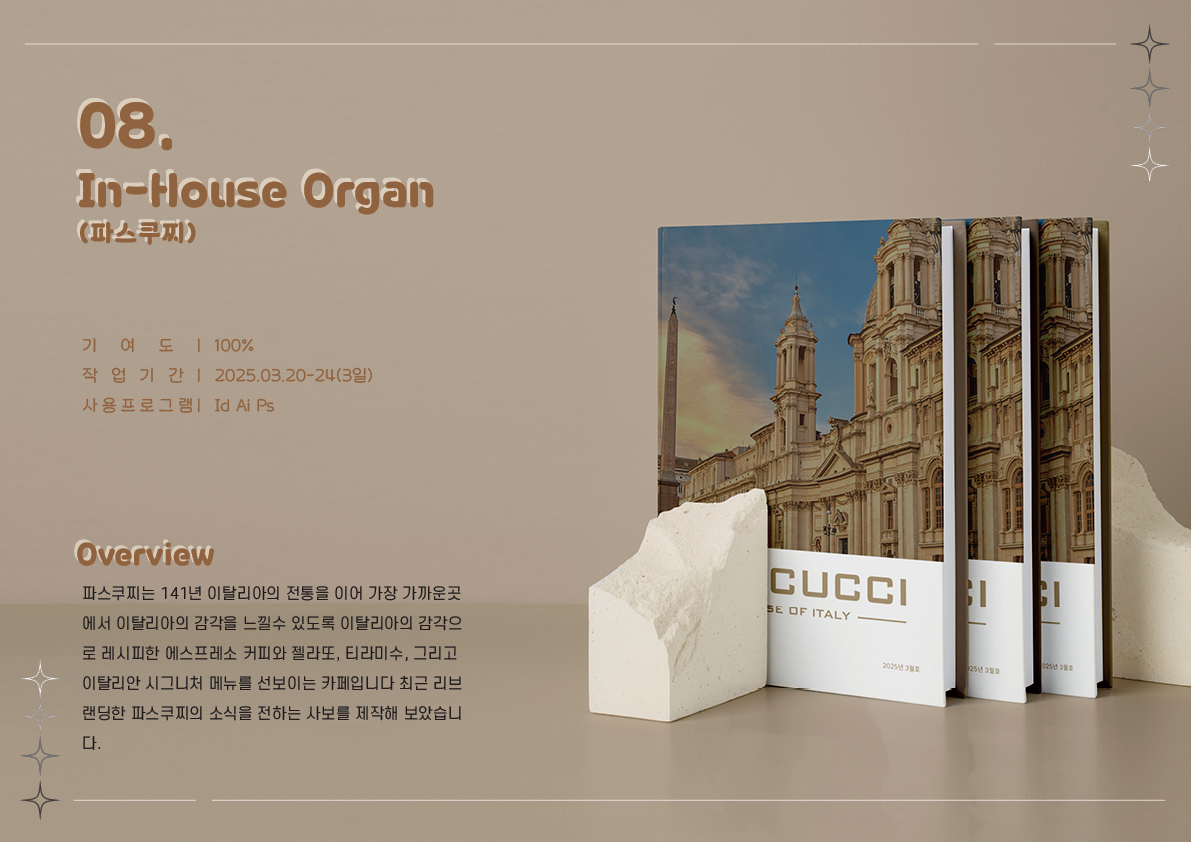 08.
In-House Organ
(파스쿠찌)
기 여 도 | 100%
작 업 기 간 | 2025.03.20-24(3일)
사용프로그램| Id Ai Ps
Overview
파스쿠찌는 141년 이탈리아의 전통을 이어 가장 가까운곳
에서 이탈리아의 감각을 느낄수 있도록 이탈리아의 감각으
로 레시피한 에스프레소 커피와 젤라또, 티라미수, 그리고
이탈리안 시그니처 메뉴를 선보이는 카페입니다 최근 리브
랜딩한 파스쿠찌의 소식을 전하는 사보를 제작해 보았습니
다.
CUCCI
SE OF ITALY
2025년 3월호
CI
025년 3월호
CI
2025년 3월호